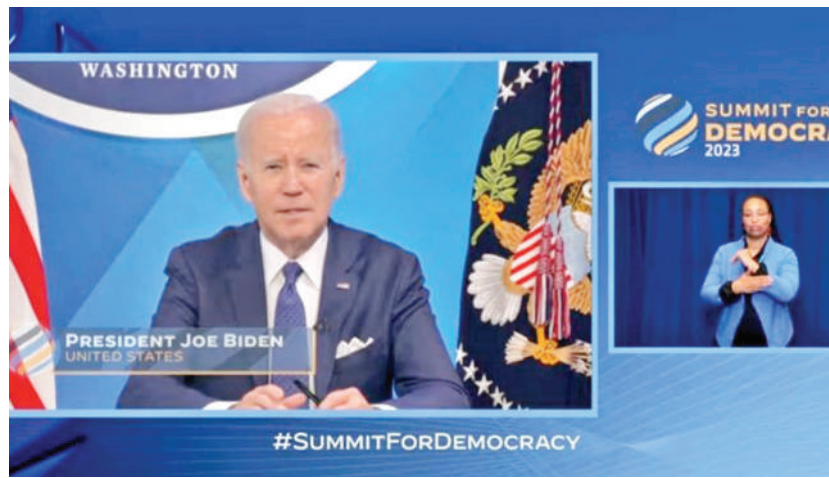 WASHINGTON
SUMMIT FOR
DEMOCRA
2023
PRESIDENT JOE BIDEN
UNITED STATES
#SUMMITFORDEMOCRACY